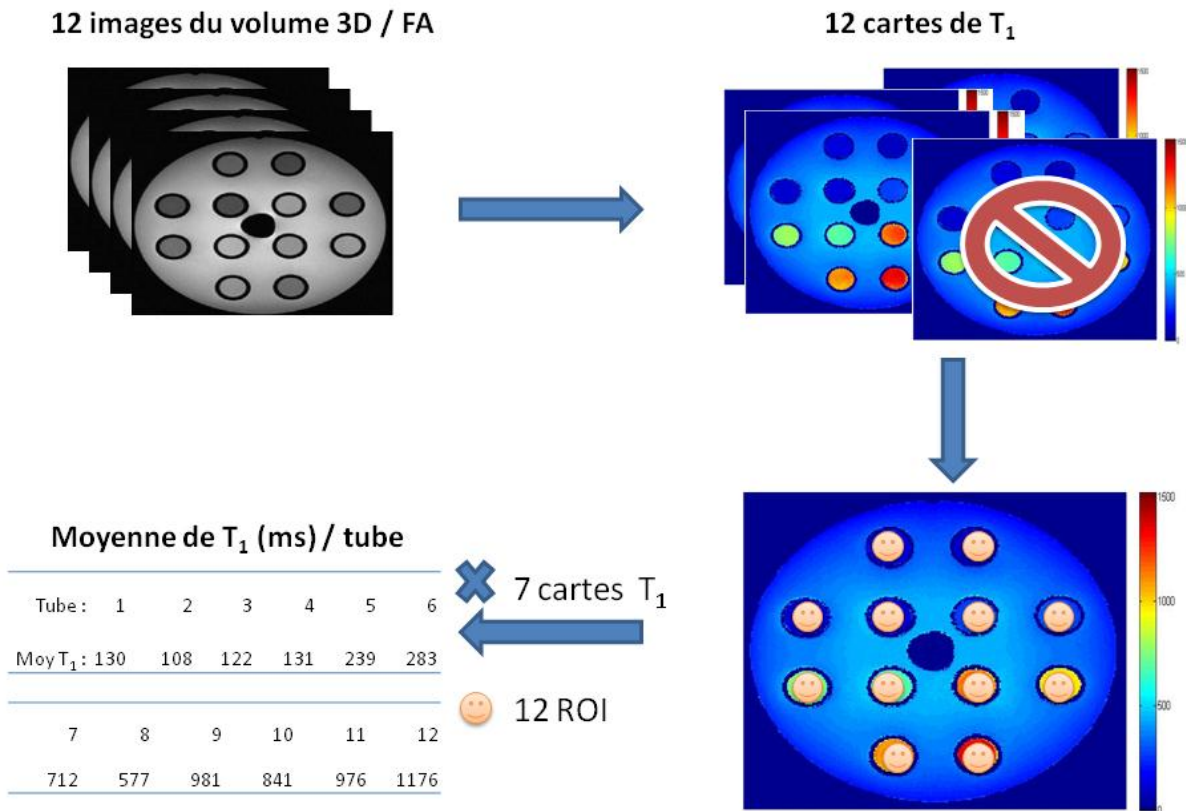 12 images du volume 3D / FA
12 cartes de T₁
Moyenne de T₁ (ms) / tube
Tube : 1 2 3 4 5 6
Moy T₁ : 130 108 122 131 239 283
7 8 9 10 11 12
712 577 981 841 976 1176
7 cartes T₁
12 ROI
1500
1000
500
0